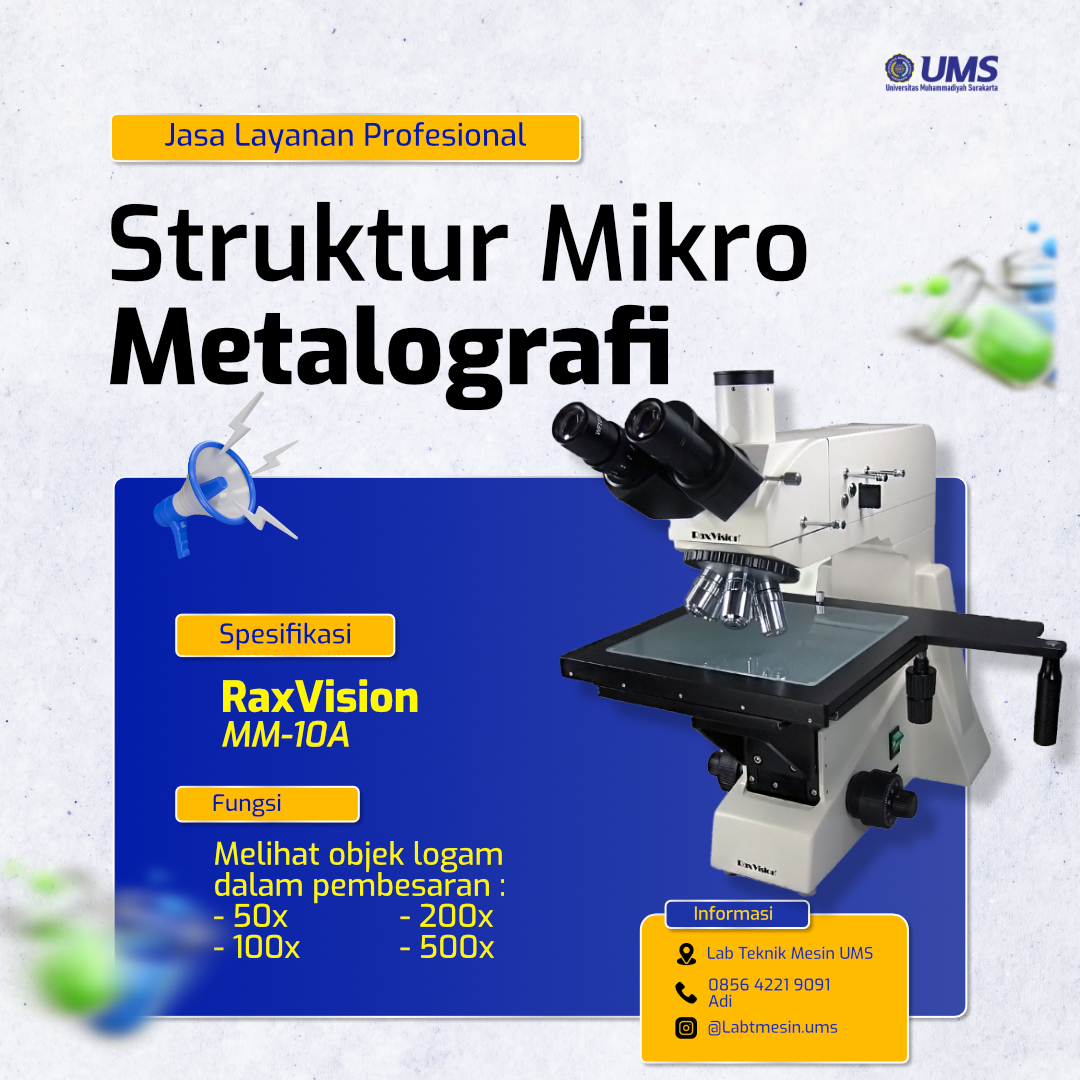 UMS
Universitas Muhammadiyah Surakarta
Jasa Layanan Profesional
Struktur Mikro
Metalografi
RaxVision
Spesifikasi
RaxVision
MM-10A
Fungsi
Melihat objek logam
dalam pembesaran :
- 50x - 200x
- 100x - 500x
RaxVision
Informasi
Lab Teknik Mesin UMS
0856 4221 9091
Adi
@Labtmesin.ums